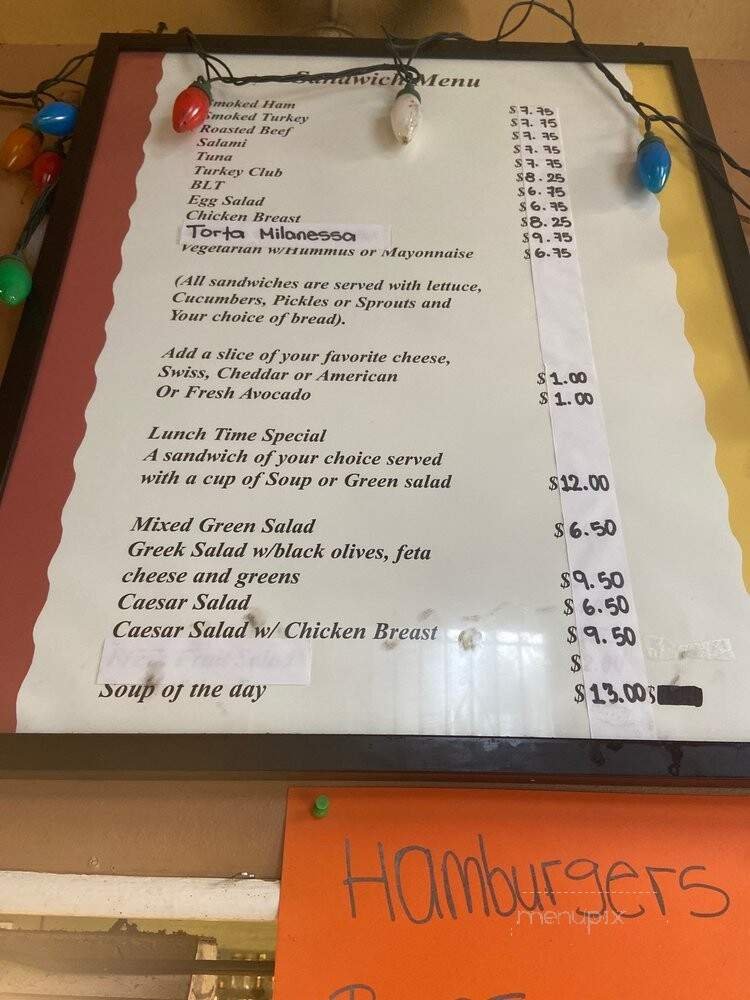 Sandwich Menu
Smoked Ham $7.75
Smoked Turkey $7.75
Roasted Beef $7.75
Salami $7.75
Tuna $7.75
Turkey Club $8.25
BLT $6.75
Egg Salad $6.75
Chicken Breast $8.25
Torta Milanessa $9.75
Vegetarian w/Hummus or Mayonnaise $6.75
(All sandwiches are served with lettuce,
Cucumbers, Pickles or Sprouts and
Your choice of bread).
Add a slice of your favorite cheese,
Swiss, Cheddar or American $1.00
Or Fresh Avocado $1.00
Lunch Time Special
A sandwich of your choice served
with a cup of Soup or Green salad $12.00
Mixed Green Salad $6.50
Greek Salad w/black olives, feta
cheese and greens $9.50
Caesar Salad $6.50
Caesar Salad w/ Chicken Breast $9.50
$
Soup of the day $13.00 $
Hamburgers
menupix